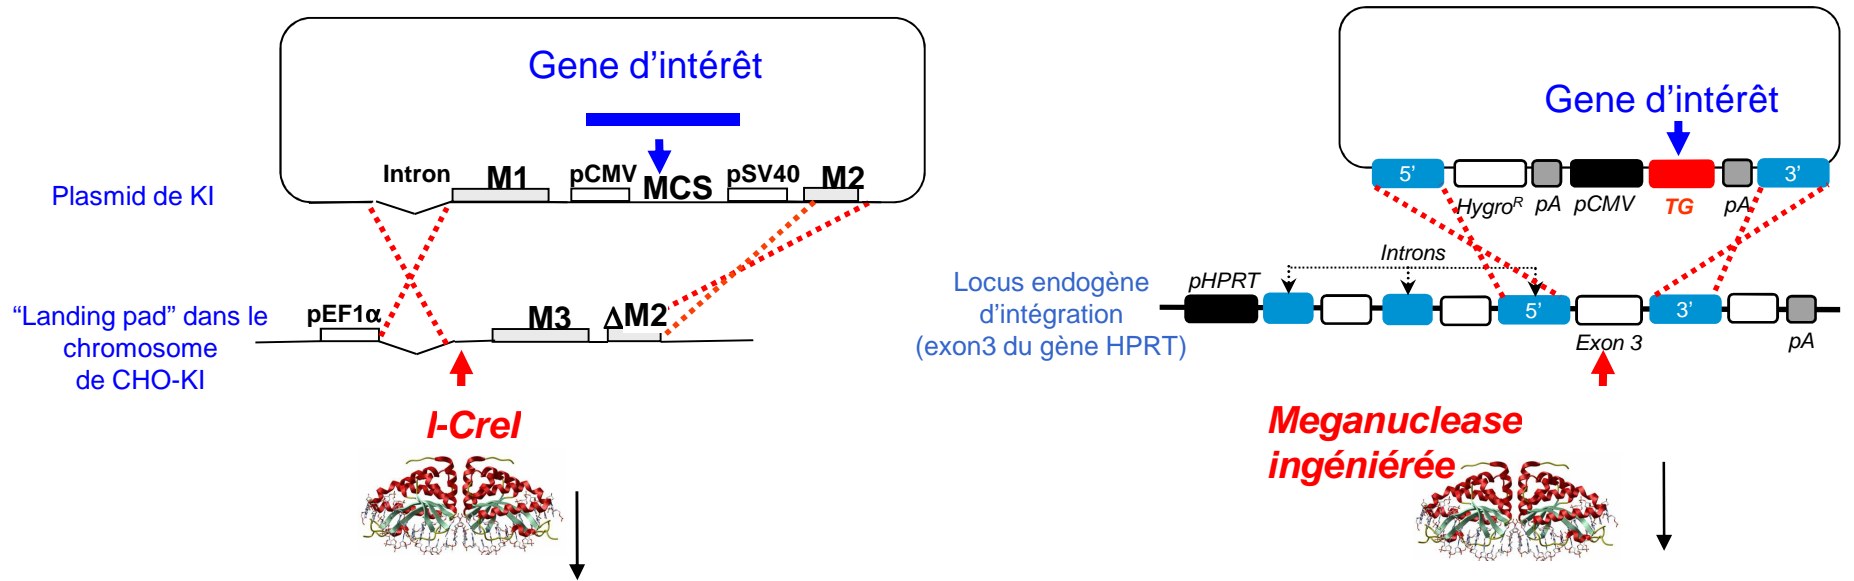 Gene d’intérêt
Intron M1 pCMV MCS pSV40 M2
Plasmid de KI
“Landing pad” dans le
chromosome
de CHO-KI
pEF1α M3 ΔM2
I-CreI
Gene d’intérêt
5’ 3’
Hygroᴿ pA pCMV TG pA
Locus endogène
d’intégration
(exon3 du gène HPRT)
Introns
pHPRT
5’ 3’
Exon 3 pA
Meganuclease
ingéniérée